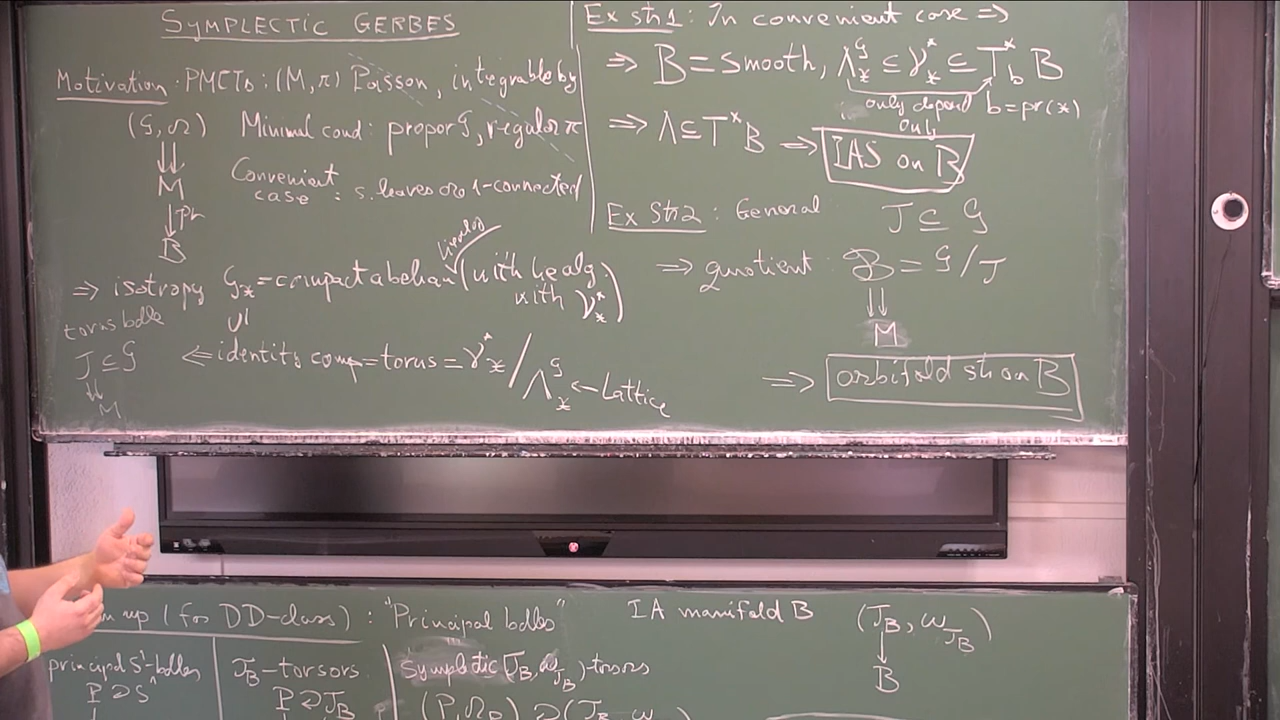 SYMPLECTIC GERBES
Motivation: PMCTs: (M, π) Poisson, integrable by
(G, Ω) Minimal cond: proper G, regular π
⇓
M
Convenient case: s. leaves are 1-connected
↓ pr
B
⇒ isotropy G_x = compact abelian (with Lie alg with ν*_x)
∪|
torus bdle
J ⊆ G ⇐ identity comp = torus = ν*_x / Λ^G_x ← Lattice
⇊
M
Ex str1: In convenient case ⇒
⇒ B = smooth, Λ^G_x ⊆ ν*_x ⊆ T*_b B
only depend only b = pr(x)
⇒ Λ ⊆ T*B ⇒ IAS on B
Ex Str2: General J ⊆ G
⇒ quotient: B = G/J
⇊
M
⇒ orbifold str on B
up (for DD-class): "Principal bdles"
principal S¹-bdles
P ⊋ S¹
J_B-torsors
P ⊋ J_B
Symplectic (J_B, ω_{J_B})-torsors
(P, Ω_P) ⊋ (J_B, ω
IA manifold B (J_B, ω_{J_B})
↓
B